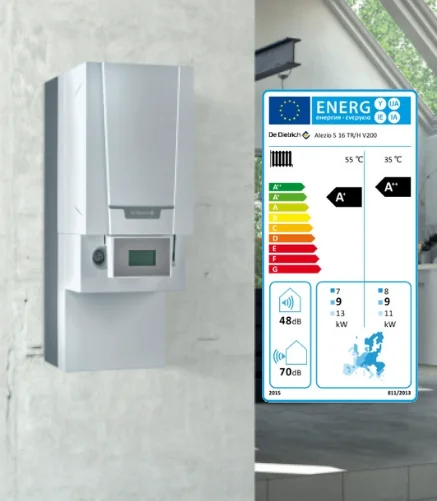 ENERG
енергия · ενεργεια
Y UA
IE IA
De Dietrich
Alezio S 16 TR/H V200
55 °C
35 °C
A++
A+
A
B
C
D
E
F
G
A+
A++
48dB
70dB
7
9
13
kW
8
9
11
kW
2015
811/2013